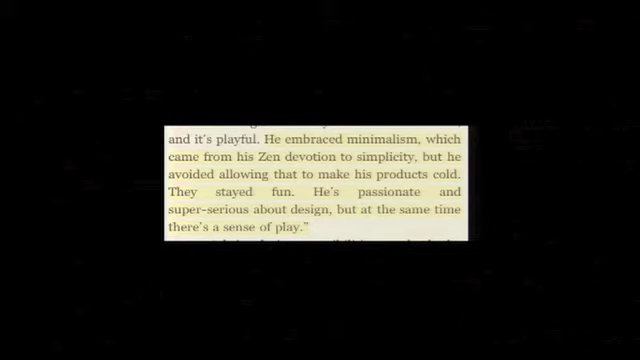 and it's playful. He embraced minimalism, which
came from his Zen devotion to simplicity, but he
avoided allowing that to make his products cold.
They stayed fun. He's passionate and
super-serious about design, but at the same time
there's a sense of play."